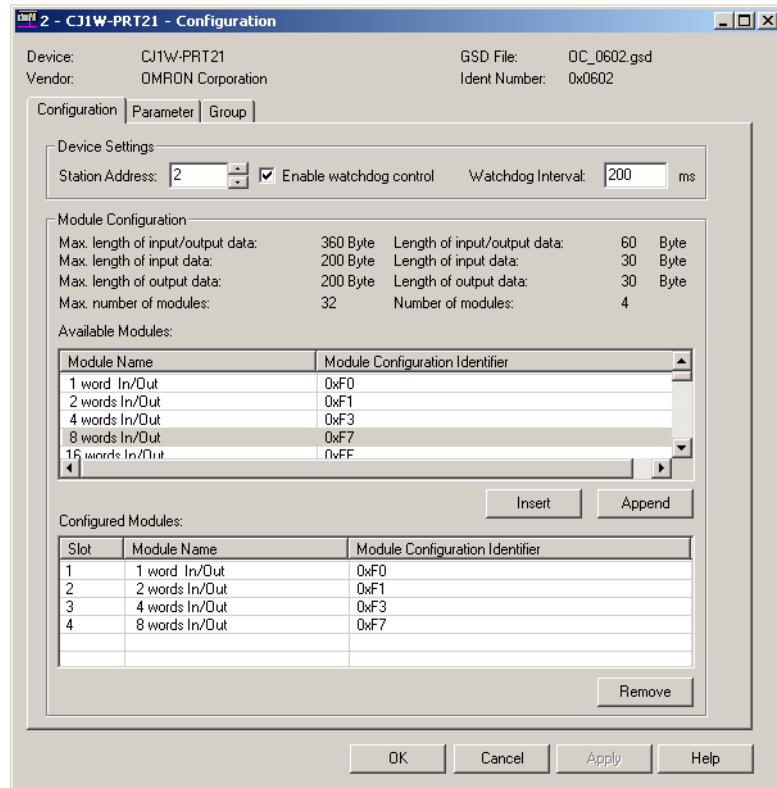 2 - CJ1W-PRT21 - Configuration
Device: CJ1W-PRT21 GSD File: OC_0602.gsd
Vendor: OMRON Corporation Ident Number: 0x0602
Configuration Parameter Group
Device Settings
Station Address: 2 Enable watchdog control Watchdog Interval: 200 ms
Module Configuration
Max. length of input/output data: 360 Byte Length of input/output data: 60 Byte
Max. length of input data: 200 Byte Length of input data: 30 Byte
Max. length of output data: 200 Byte Length of output data: 30 Byte
Max. number of modules: 32 Number of modules: 4
Available Modules:
Module Name Module Configuration Identifier
1 word In/Out 0xF0
2 words In/Out 0xF1
4 words In/Out 0xF3
8 words In/Out 0xF7
16 words In/Out 0xFF
Insert Append
Configured Modules:
Slot Module Name Module Configuration Identifier
1 1 word In/Out 0xF0
2 2 words In/Out 0xF1
3 4 words In/Out 0xF3
4 8 words In/Out 0xF7
Remove
OK Cancel Apply Help